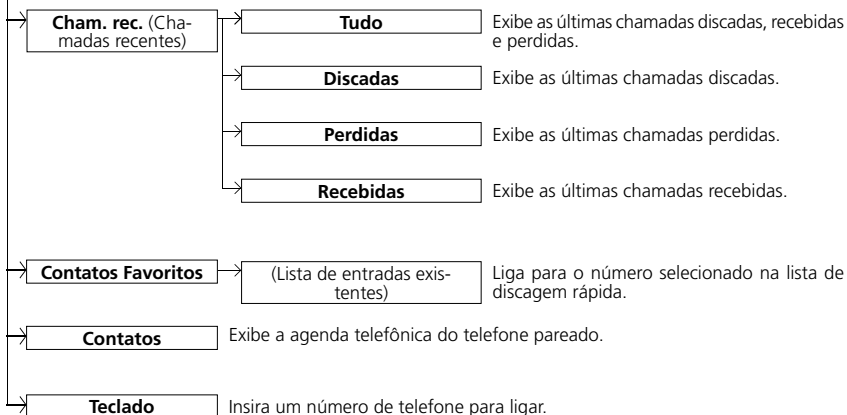 Cham. rec. (Cha-
madas recentes)
Tudo
Exibe as últimas chamadas discadas, recebidas
e perdidas.
Discadas
Exibe as últimas chamadas discadas.
Perdidas
Exibe as últimas chamadas perdidas.
Recebidas
Exibe as últimas chamadas recebidas.
Contatos Favoritos
(Lista de entradas exis-
tentes)
Liga para o número selecionado na lista de
discagem rápida.
Contatos
Exibe a agenda telefônica do telefone pareado.
Teclado
Insira um número de telefone para ligar.